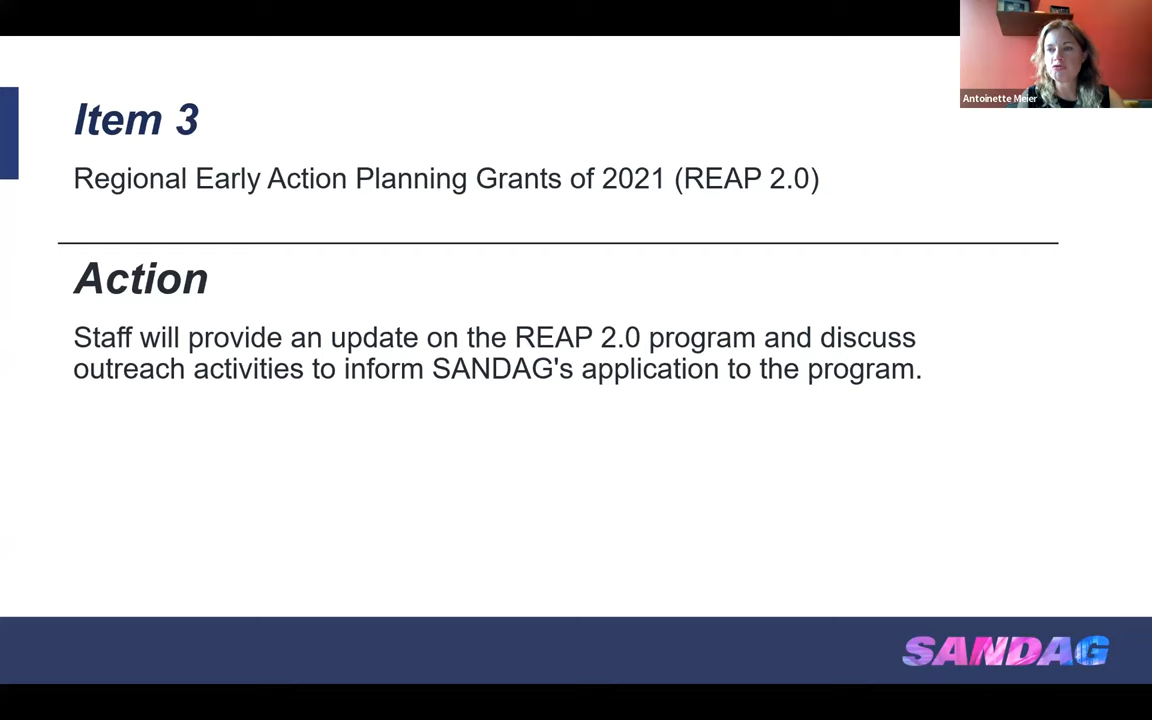 Antoinette Meier
Item 3
Regional Early Action Planning Grants of 2021 (REAP 2.0)
Action
Staff will provide an update on the REAP 2.0 program and discuss
outreach activities to inform SANDAG's application to the program.
SANDAG